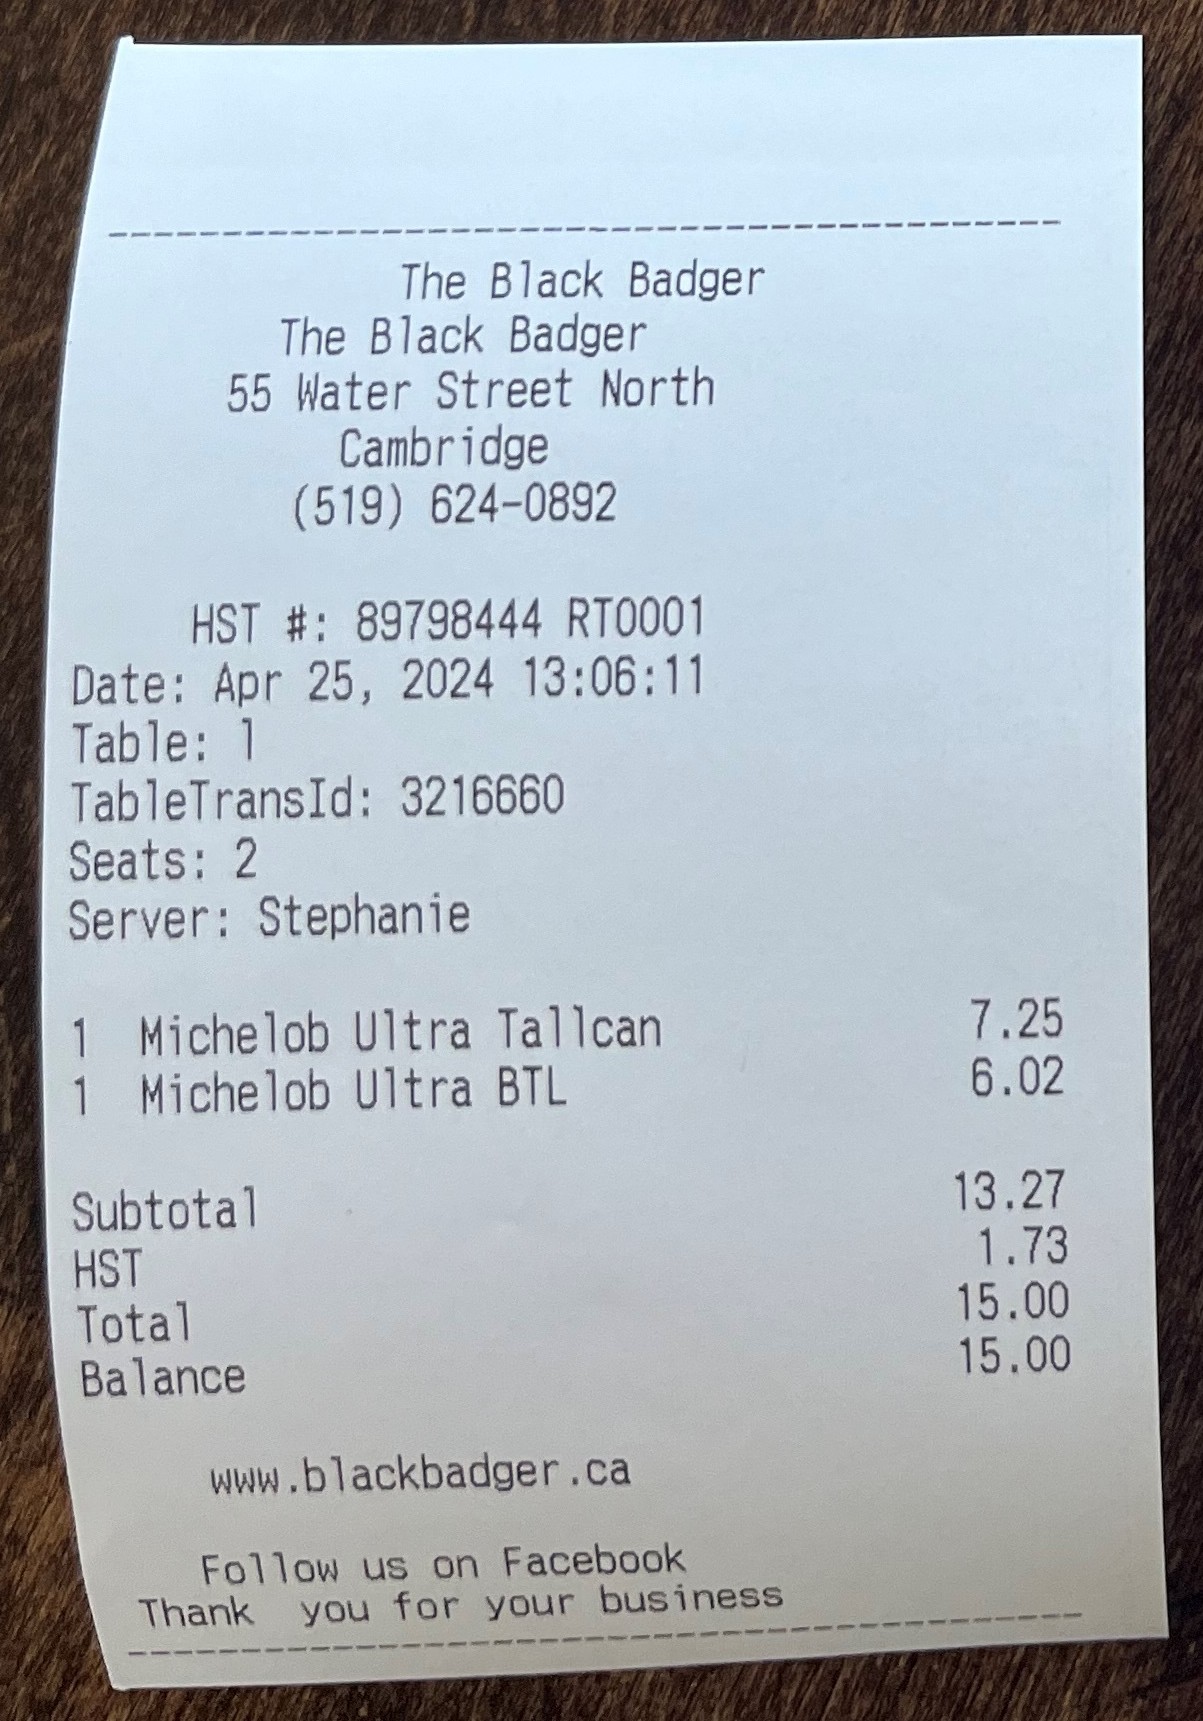 The Black Badger
The Black Badger
55 Water Street North
Cambridge
(519) 624-0892
HST #: 89798444 RT0001
Date: Apr 25, 2024 13:06:11
Table: 1
TableTransId: 3216660
Seats: 2
Server: Stephanie
1 Michelob Ultra Tallcan 7.25
1 Michelob Ultra BTL 6.02
Subtotal 13.27
HST 1.73
Total 15.00
Balance 15.00
www.blackbadger.ca
Follow us on Facebook
Thank you for your business